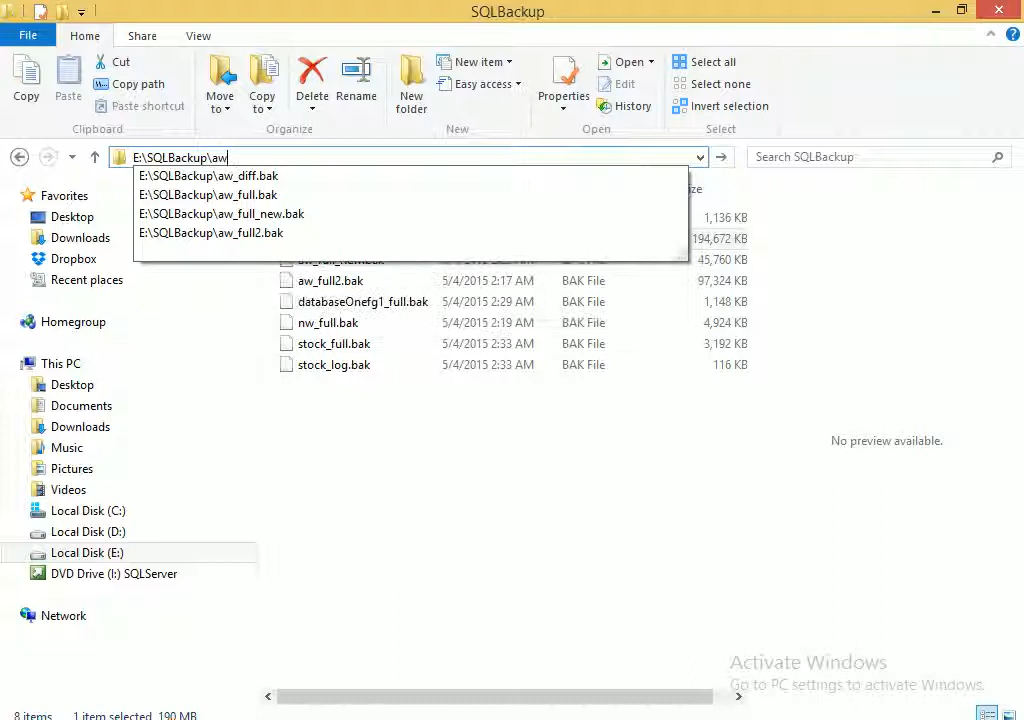 SQLBackup
File Home Share View
Copy
Paste
Cut
Copy path
Paste shortcut
Clipboard
Move to
Copy to
Delete
Rename
Organize
New folder
New item
Easy access
New
Properties
Open
Edit
History
Open
Select all
Select none
Invert selection
Select
E:\SQLBackup\aw
Search SQLBackup
E:\SQLBackup\aw_diff.bak
E:\SQLBackup\aw_full.bak
E:\SQLBackup\aw_full_new.bak
E:\SQLBackup\aw_full2.bak
1,136 KB
194,672 KB
45,760 KB
aw_full2.bak 5/4/2015 2:17 AM BAK File 97,324 KB
databaseOnefg1_full.bak 5/4/2015 2:29 AM BAK File 1,148 KB
nw_full.bak 5/4/2015 2:19 AM BAK File 4,924 KB
stock_full.bak 5/4/2015 2:33 AM BAK File 3,192 KB
stock_log.bak 5/4/2015 2:33 AM BAK File 116 KB
Favorites
Desktop
Downloads
Dropbox
Recent places
Homegroup
This PC
Desktop
Documents
Downloads
Music
Pictures
Videos
Local Disk (C:)
Local Disk (D:)
Local Disk (E:)
DVD Drive (I:) SQLServer
Network
No preview available.
Activate Windows
Go to PC settings to activate Windows.
8 items 1 item selected 190 MB